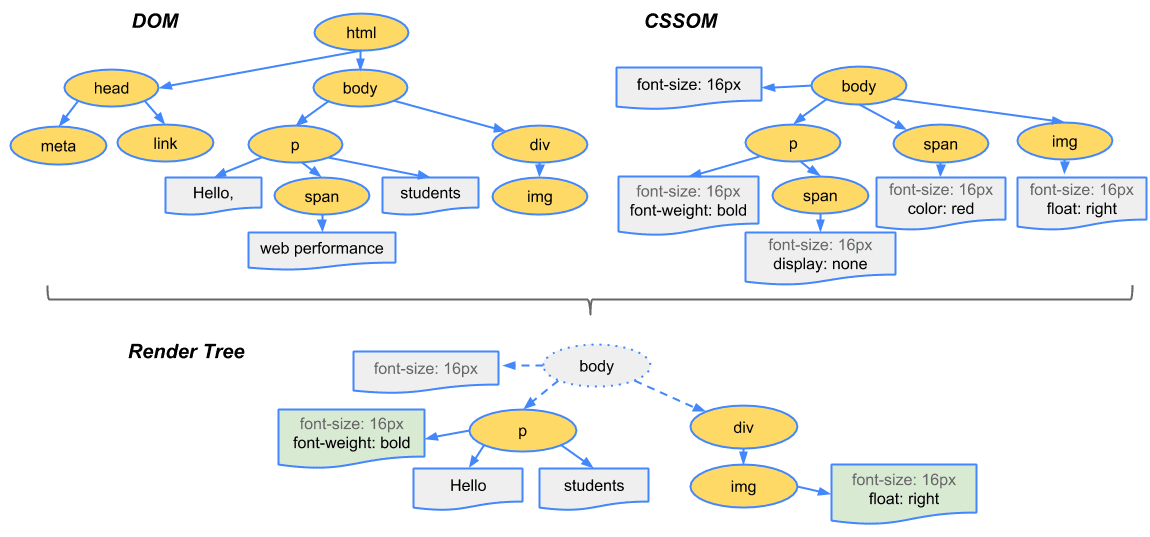 DOM
html
head
body
meta
link
p
div
Hello,
span
students
img
web performance
CSSOM
font-size: 16px
body
p
span
img
font-size: 16px
font-weight: bold
span
font-size: 16px
color: red
font-size: 16px
float: right
font-size: 16px
display: none
Render Tree
font-size: 16px
body
font-size: 16px
font-weight: bold
p
div
Hello
students
img
font-size: 16px
float: right